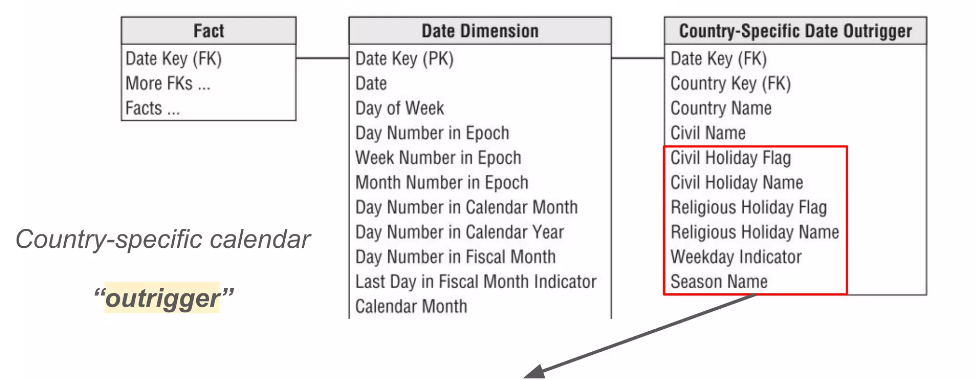 Fact
Date Key (FK)
More FKs ...
Facts ...
Date Dimension
Date Key (PK)
Date
Day of Week
Day Number in Epoch
Week Number in Epoch
Month Number in Epoch
Day Number in Calendar Month
Day Number in Calendar Year
Day Number in Fiscal Month
Last Day in Fiscal Month Indicator
Calendar Month
Country-Specific Date Outrigger
Date Key (FK)
Country Key (FK)
Country Name
Civil Name
Civil Holiday Flag
Civil Holiday Name
Religious Holiday Flag
Religious Holiday Name
Weekday Indicator
Season Name
Country-specific calendar
“outrigger”